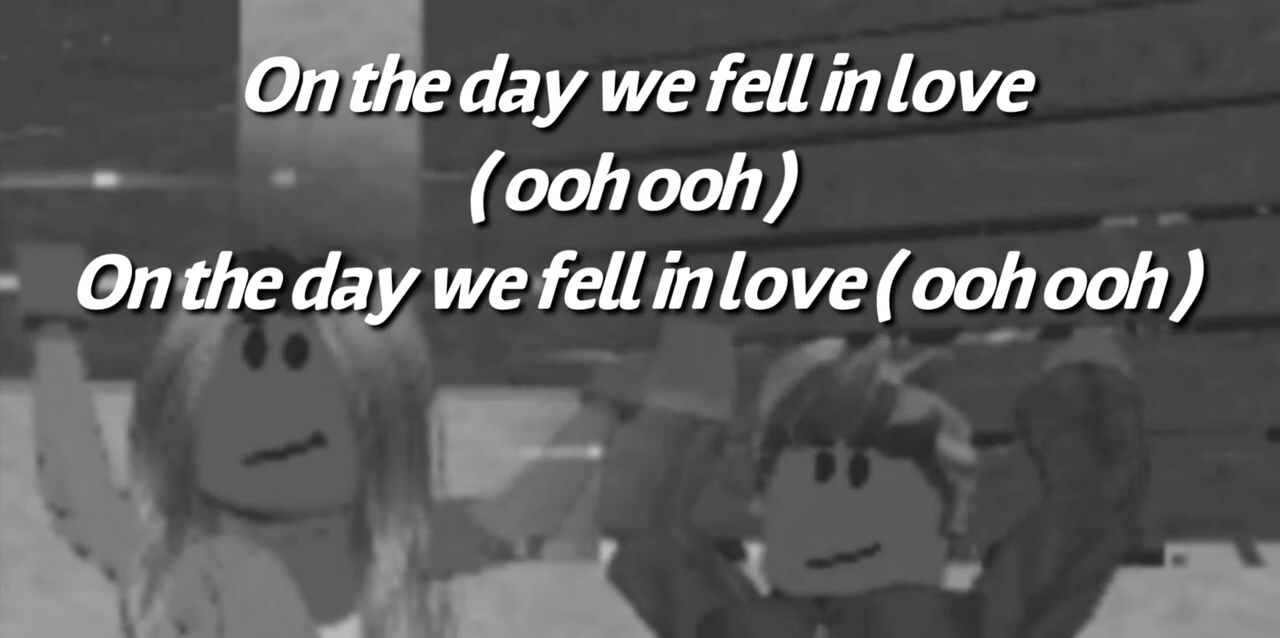 On the day we fell in love
( ooh ooh )
On the day we fell in love ( ooh ooh )